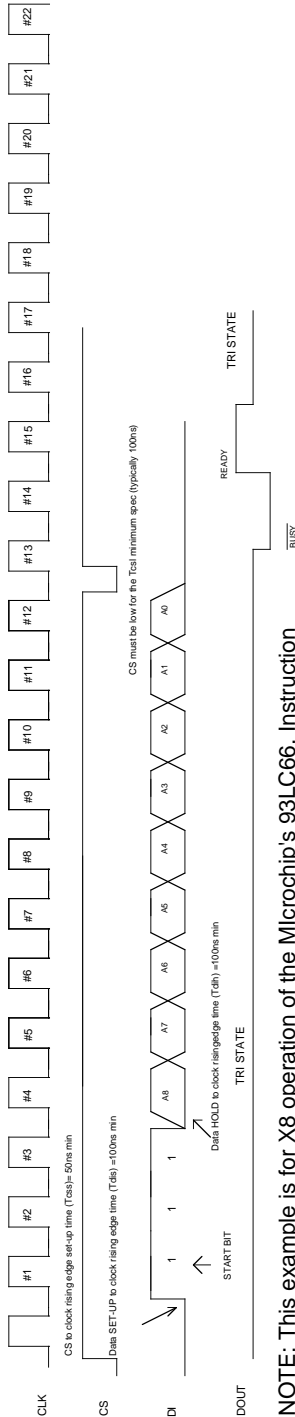 CLK
#1 #2 #3 #4 #5 #6 #7 #8 #9 #10 #11 #12 #13 #14 #15 #16 #17 #18 #19 #20 #21 #22
CS to clock rising edge set-up time (Tcss)= 50ns min
CS
Data SET-UP to clock rising edge time (Tdis) =100ns min
CS must be low for the Tcsl minimum spec (typically 100ns)
DI
1 1 1 A8 A7 A6 A5 A4 A3 A2 A1 A0
START BIT
Data HOLD to clock risingedge time (Tdih) =100ns min
DOUT
TRI STATE
BUSY
READY
TRI STATE
NOTE: This example is for X8 operation of the MIcrochip's 93LC66. Instruction